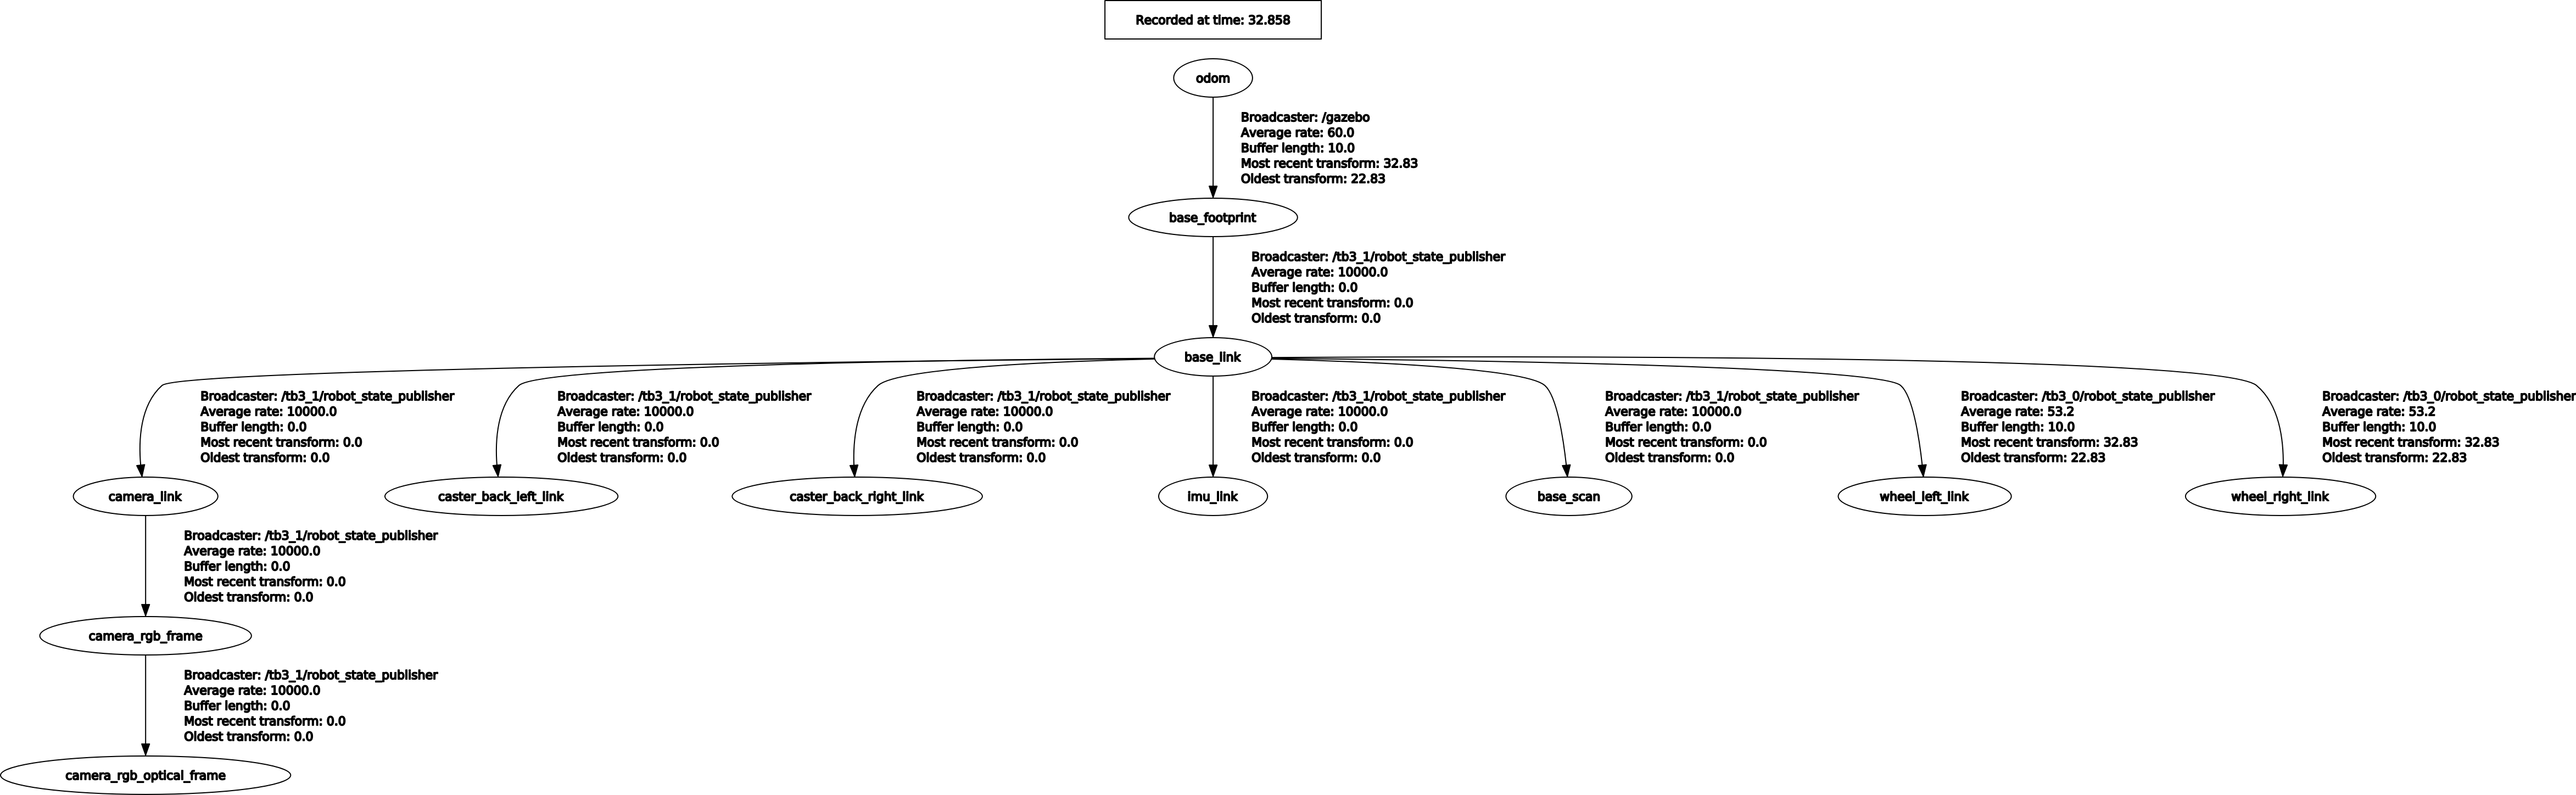 Recorded at time: 32.858
odom
Broadcaster: /gazebo
Average rate: 60.0
Buffer length: 10.0
Most recent transform: 32.83
Oldest transform: 22.83
base_footprint
Broadcaster: /tb3_1/robot_state_publisher
Average rate: 10000.0
Buffer length: 0.0
Most recent transform: 0.0
Oldest transform: 0.0
base_link
Broadcaster: /tb3_1/robot_state_publisher
Average rate: 10000.0
Buffer length: 0.0
Most recent transform: 0.0
Oldest transform: 0.0
Broadcaster: /tb3_1/robot_state_publisher
Average rate: 10000.0
Buffer length: 0.0
Most recent transform: 0.0
Oldest transform: 0.0
Broadcaster: /tb3_1/robot_state_publisher
Average rate: 10000.0
Buffer length: 0.0
Most recent transform: 0.0
Oldest transform: 0.0
Broadcaster: /tb3_1/robot_state_publisher
Average rate: 10000.0
Buffer length: 0.0
Most recent transform: 0.0
Oldest transform: 0.0
Broadcaster: /tb3_1/robot_state_publisher
Average rate: 10000.0
Buffer length: 0.0
Most recent transform: 0.0
Oldest transform: 0.0
Broadcaster: /tb3_0/robot_state_publisher
Average rate: 53.2
Buffer length: 10.0
Most recent transform: 32.83
Oldest transform: 22.83
Broadcaster: /tb3_0/robot_state_publisher
Average rate: 53.2
Buffer length: 10.0
Most recent transform: 32.83
Oldest transform: 22.83
camera_link
caster_back_left_link
caster_back_right_link
imu_link
base_scan
wheel_left_link
wheel_right_link
Broadcaster: /tb3_1/robot_state_publisher
Average rate: 10000.0
Buffer length: 0.0
Most recent transform: 0.0
Oldest transform: 0.0
camera_rgb_frame
Broadcaster: /tb3_1/robot_state_publisher
Average rate: 10000.0
Buffer length: 0.0
Most recent transform: 0.0
Oldest transform: 0.0
camera_rgb_optical_frame